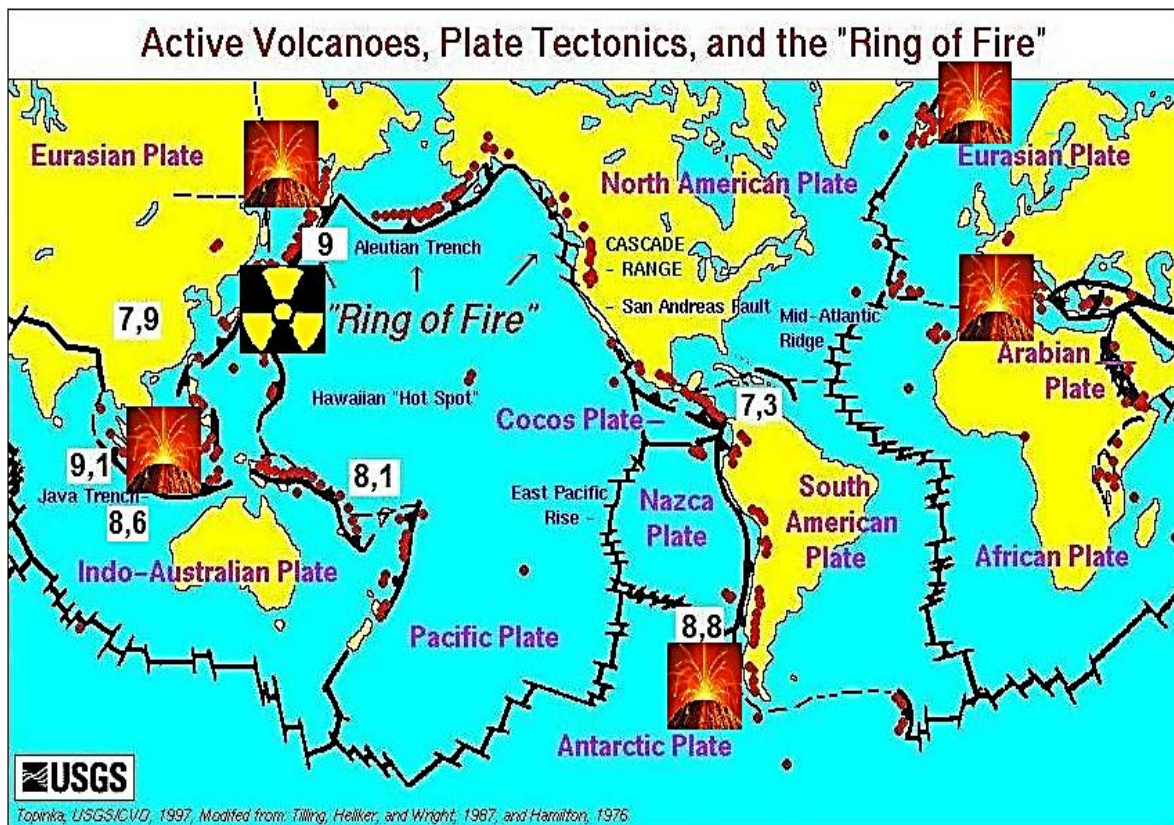 Active Volcanoes, Plate Tectonics, and the "Ring of Fire"
Eurasian Plate
North American Plate
Eurasian Plate
9
Aleutian Trench
CASCADE
- RANGE
"Ring of Fire"
- San Andreas Fault
Mid-Atlantic
Ridge
7,9
Arabian
Plate
Hawaiian "Hot Spot"
Cocos Plate
7,3
9,1
Java Trench
8,1
East Pacific
Rise -
Nazca
Plate
South
American
Plate
8,6
Indo-Australian Plate
African Plate
Pacific Plate
8,8
Antarctic Plate
USGS
Topinka, USGS/CVO, 1997, Modified from: Tilling, Heliker, and Wright, 1987, and Hamilton, 1976